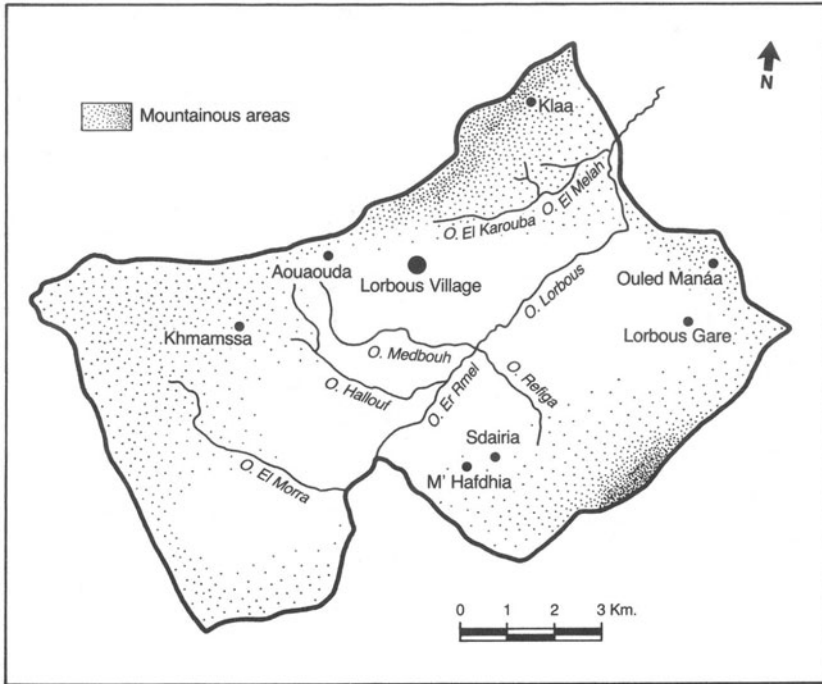 N
Klaa
Mountainous areas
O. El Melah
O. El Karouba
Aouaouda
Lorbous Village
O. Lorbous
Ouled Manáa
Khmamssa
Lorbous Gare
O. Medbouh
O. Hallouf
O. Er Rmel
O. Refiga
Sdairia
M' Hafdhia
O. El Morra
0 1 2 3 Km.